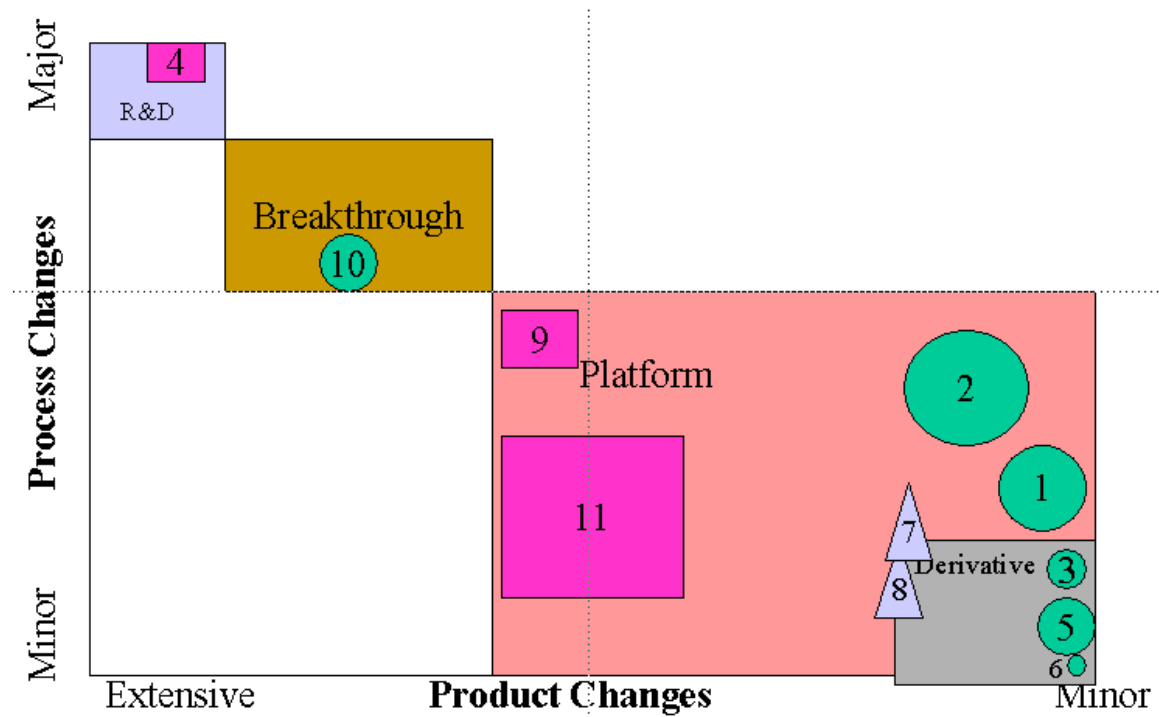 Major
4
R&D
Breakthrough
10
Process Changes
9
Platform
2
1
11
7
Derivative
3
8
5
6
Minor
Extensive
Product Changes
Minor